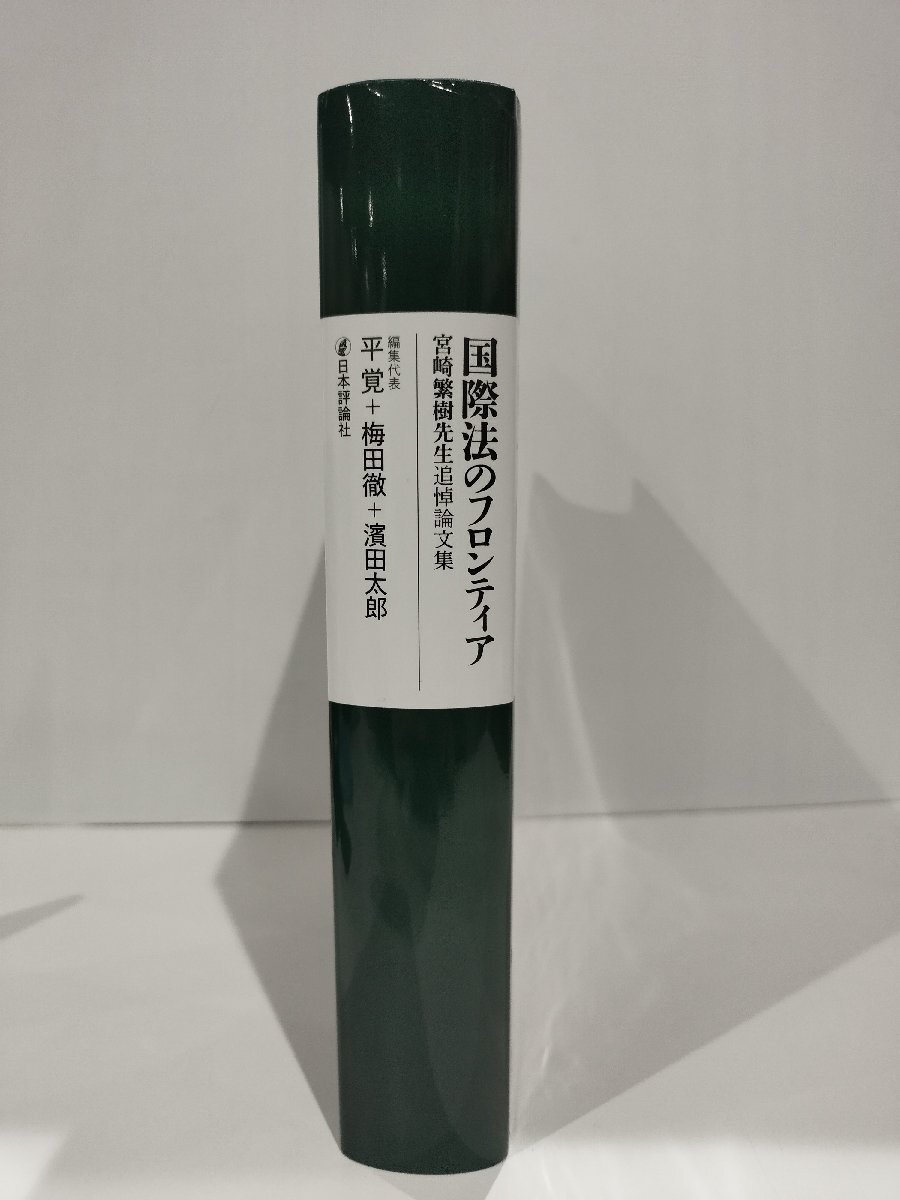 国際法のフロンティア
宮崎繁樹先生追悼論文集
編集代表
平 覚+梅田徹+濱田太郎
日本評論社